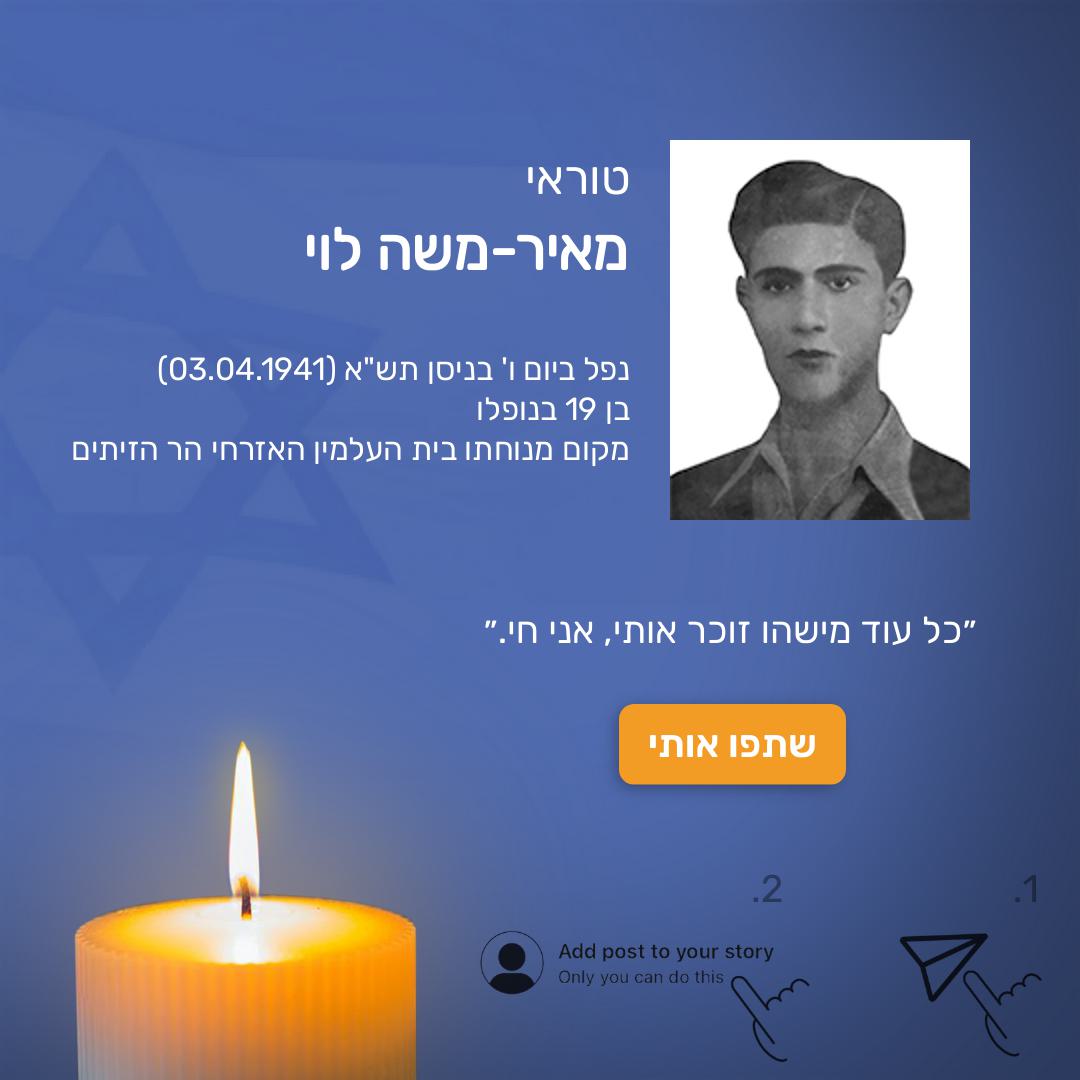 טוראי
מאיר-משה לוי
נפל ביום ו' בניסן תש"א (03.04.1941)
בן 19 בנופלו
מקום מנוחתו בית העלמין האזרחי הר הזיתים
״כל עוד מישהו זוכר אותי, אני חי.״
שתפו אותי
.1
.2
Add post to your story
Only you can do this